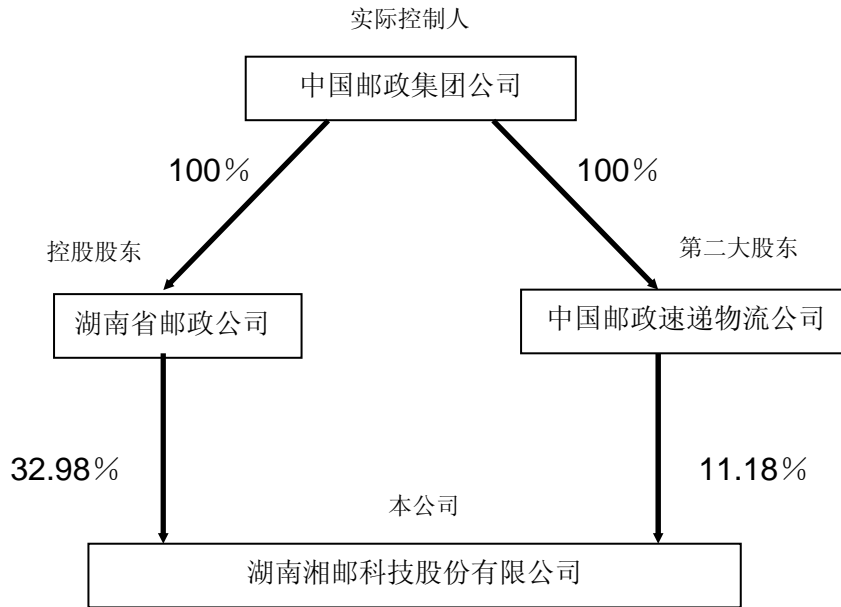 实际控制人
中国邮政集团公司
100％
100％
控股股东
第二大股东
湖南省邮政公司
中国邮政速递物流公司
32.98％
11.18％
本公司
湖南湘邮科技股份有限公司